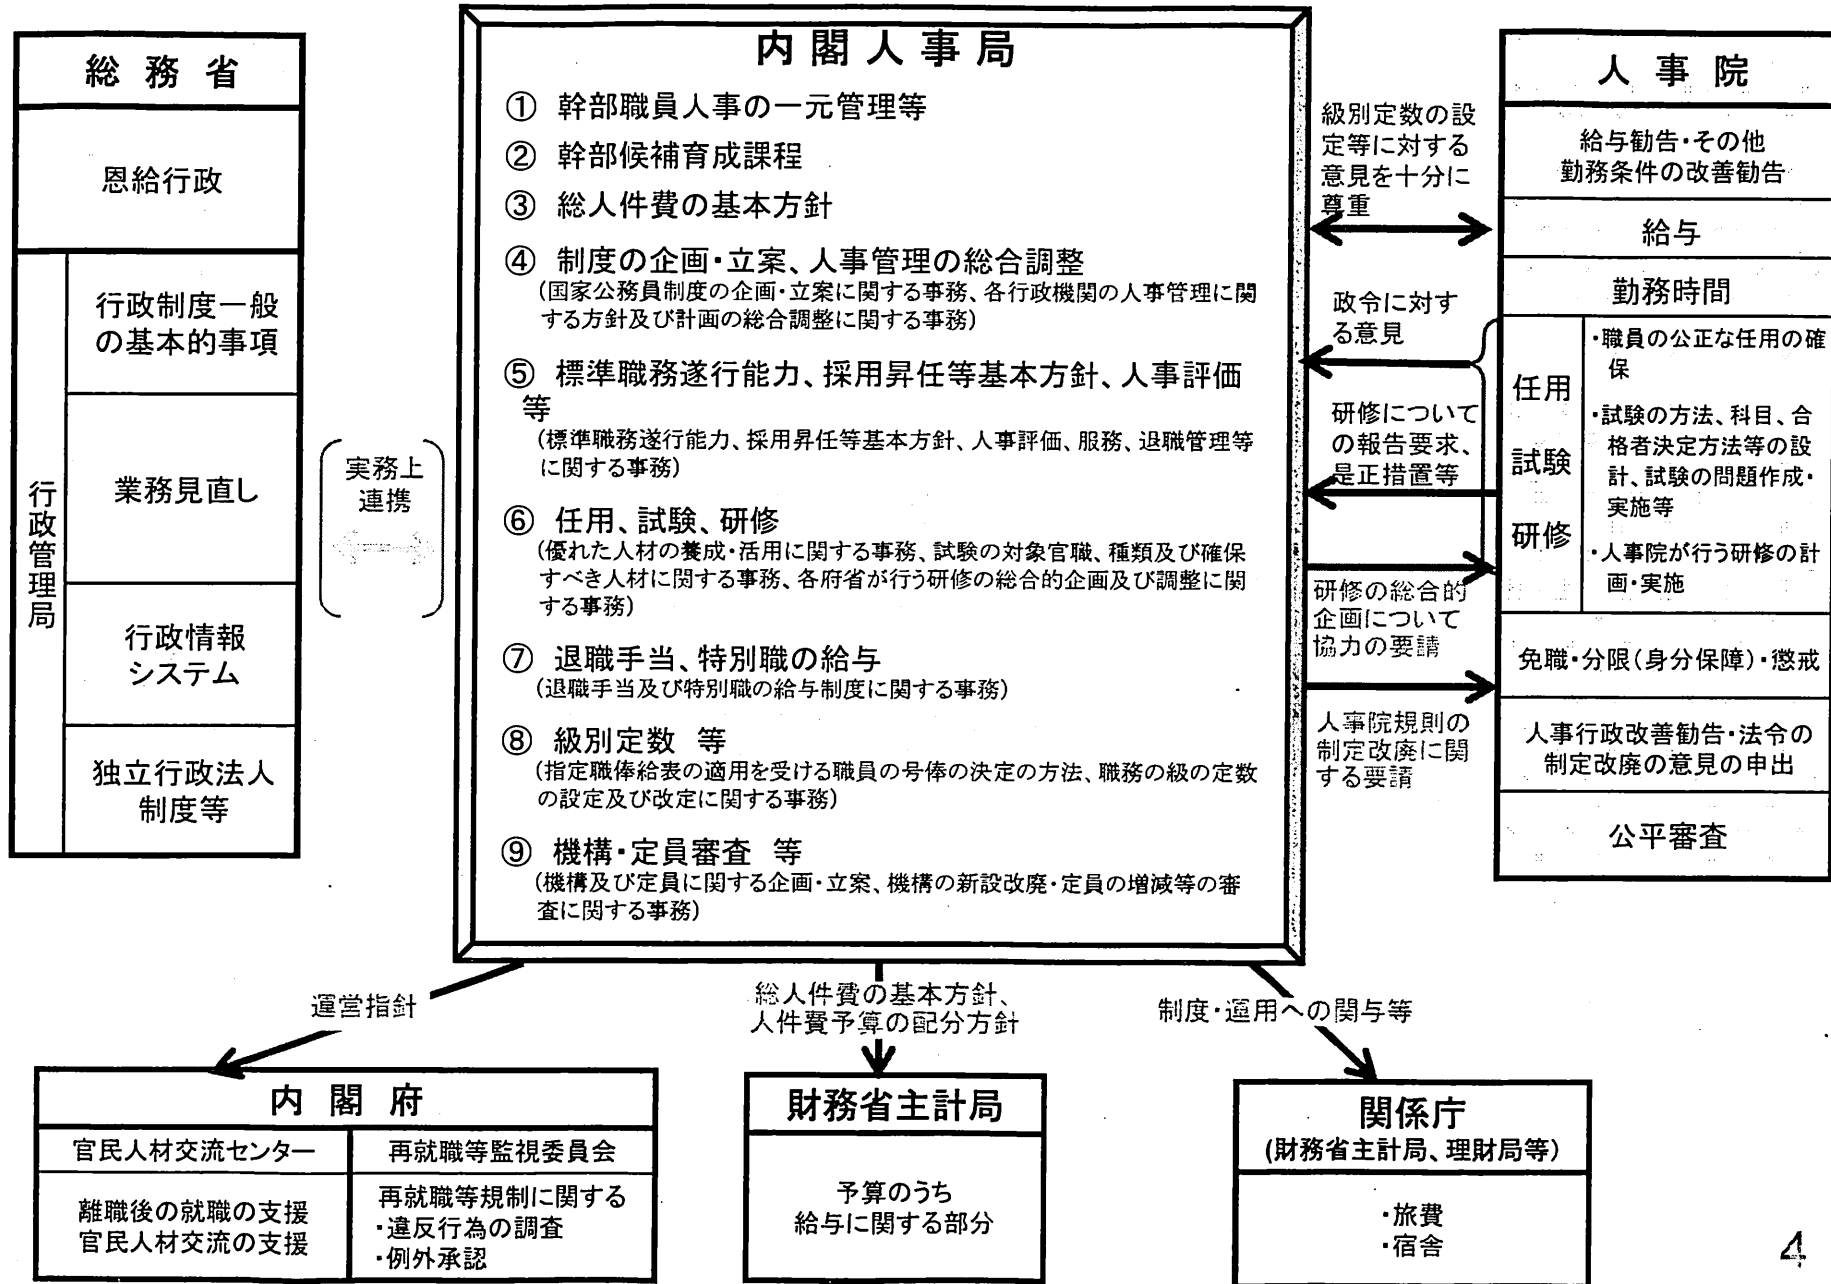 総務省
恩給行政
行政管理局
行政制度一般
の基本的事項
業務見直し
行政情報
システム
独立行政法人
制度等
実務上
連携
内閣人事局
① 幹部職員人事の一元管理等
② 幹部候補育成課程
③ 総人件費の基本方針
④ 制度の企画・立案、人事管理の総合調整
(国家公務員制度の企画・立案に関する事務、各行政機関の人事管理に関
する方針及び計画の総合調整に関する事務)
⑤ 標準職務遂行能力、採用昇任等基本方針、人事評価
等
(標準職務遂行能力、採用昇任等基本方針、人事評価、服務、退職管理等
に関する事務)
⑥ 任用、試験、研修
(優れた人材の養成・活用に関する事務、試験の対象官職、種類及び確保
すべき人材に関する事務、各府省が行う研修の総合的企画及び調整に関
する事務)
⑦ 退職手当、特別職の給与
(退職手当及び特別職の給与制度に関する事務)
⑧ 級別定数 等
(指定職俸給表の適用を受ける職員の号俸の決定の方法、職務の級の定数
の設定及び改定に関する事務)
⑨ 機構・定員審査 等
(機構及び定員に関する企画・立案、機構の新設改廃・定員の増減等の審
査に関する事務)
級別定数の設
定等に対する
意見を十分に
尊重
政令に対す
る意見
研修について
の報告要求、
是正措置等
研修の総合的
企画について
協力の要請
人事院規則の
制定改廃に関
する要請
人事院
給与勧告・その他
勤務条件の改善勧告
給与
勤務時間
任用
試験
研修
・職員の公正な任用の確
保
・試験の方法、科目、合
格者決定方法等の設
計、試験の問題作成・
実施等
・人事院が行う研修の計
画・実施
免職・分限(身分保障)・懲戒
人事行政改善勧告・法令の
制定改廃の意見の申出
公平審査
運営指針
総人件費の基本方針、
人件費予算の配分方針
制度・運用への関与等
内閣府
官民人材交流センター
離職後の就職の支援
官民人材交流の支援
再就職等監視委員会
再就職等規制に関する
・違反行為の調査
・例外承認
財務省主計局
予算のうち
給与に関する部分
関係庁
(財務省主計局、理財局等)
・旅費
・宿舎
4